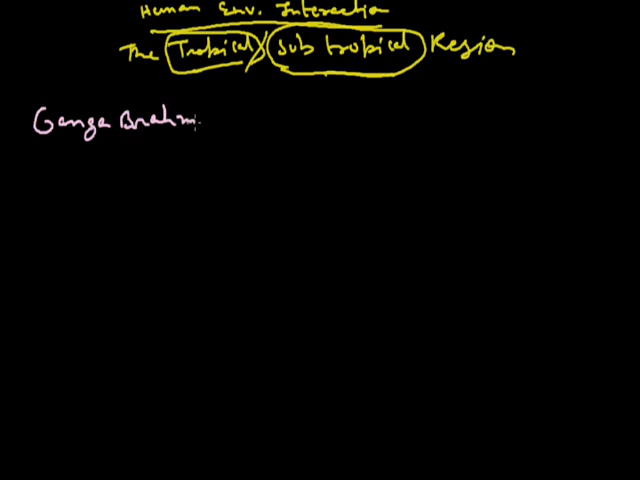 Human Env. Interaction
The Tropical / Sub tropical Region
Ganga Brahm